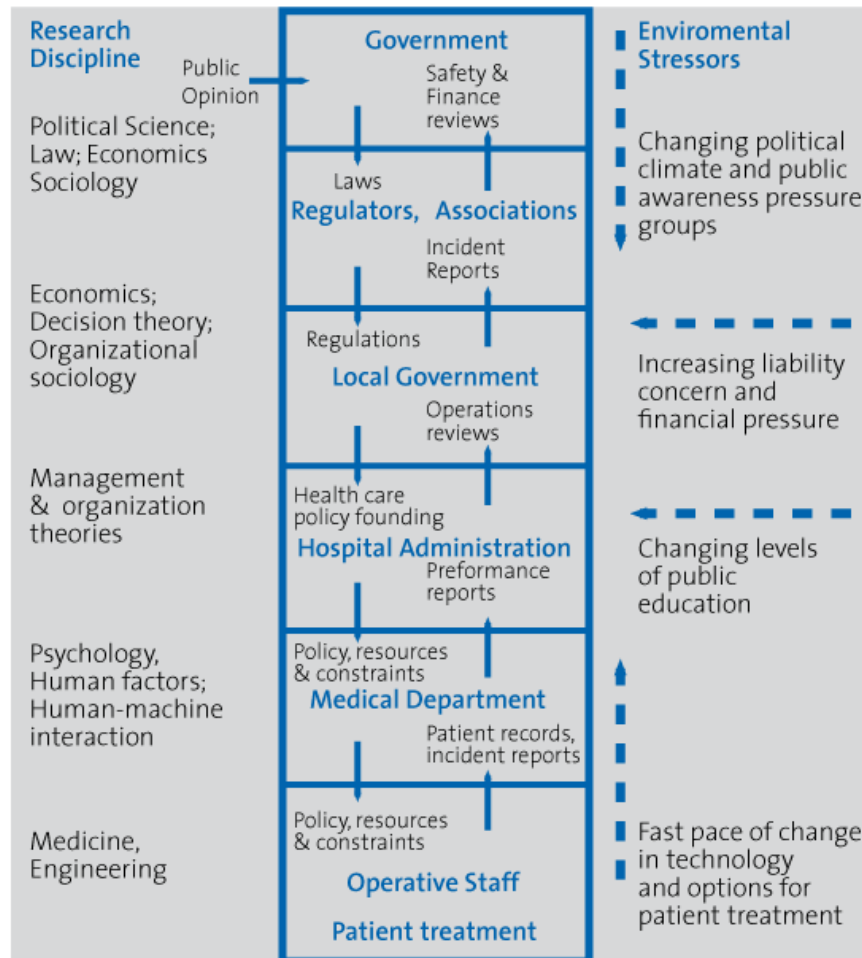 Research
Discipline
Public
Opinion
Political Science;
Law; Economics
Sociology
Economics;
Decision theory;
Organizational
sociology
Management
& organization
theories
Psychology,
Human factors;
Human-machine
interaction
Medicine,
Engineering
Government
Safety &
Finance
reviews
Laws
Regulators, Associations
Incident
Reports
Regulations
Local Government
Operations
reviews
Health care
policy founding
Hospital Administration
Preformance
reports
Policy, resources
& constraints
Medical Department
Patient records,
incident reports
Policy, resources
& constraints
Operative Staff
Patient treatment
Enviromental
Stressors
Changing political
climate and public
awareness pressure
groups
Increasing liability
concern and
financial pressure
Changing levels
of public
education
Fast pace of change
in technology
and options for
patient treatment